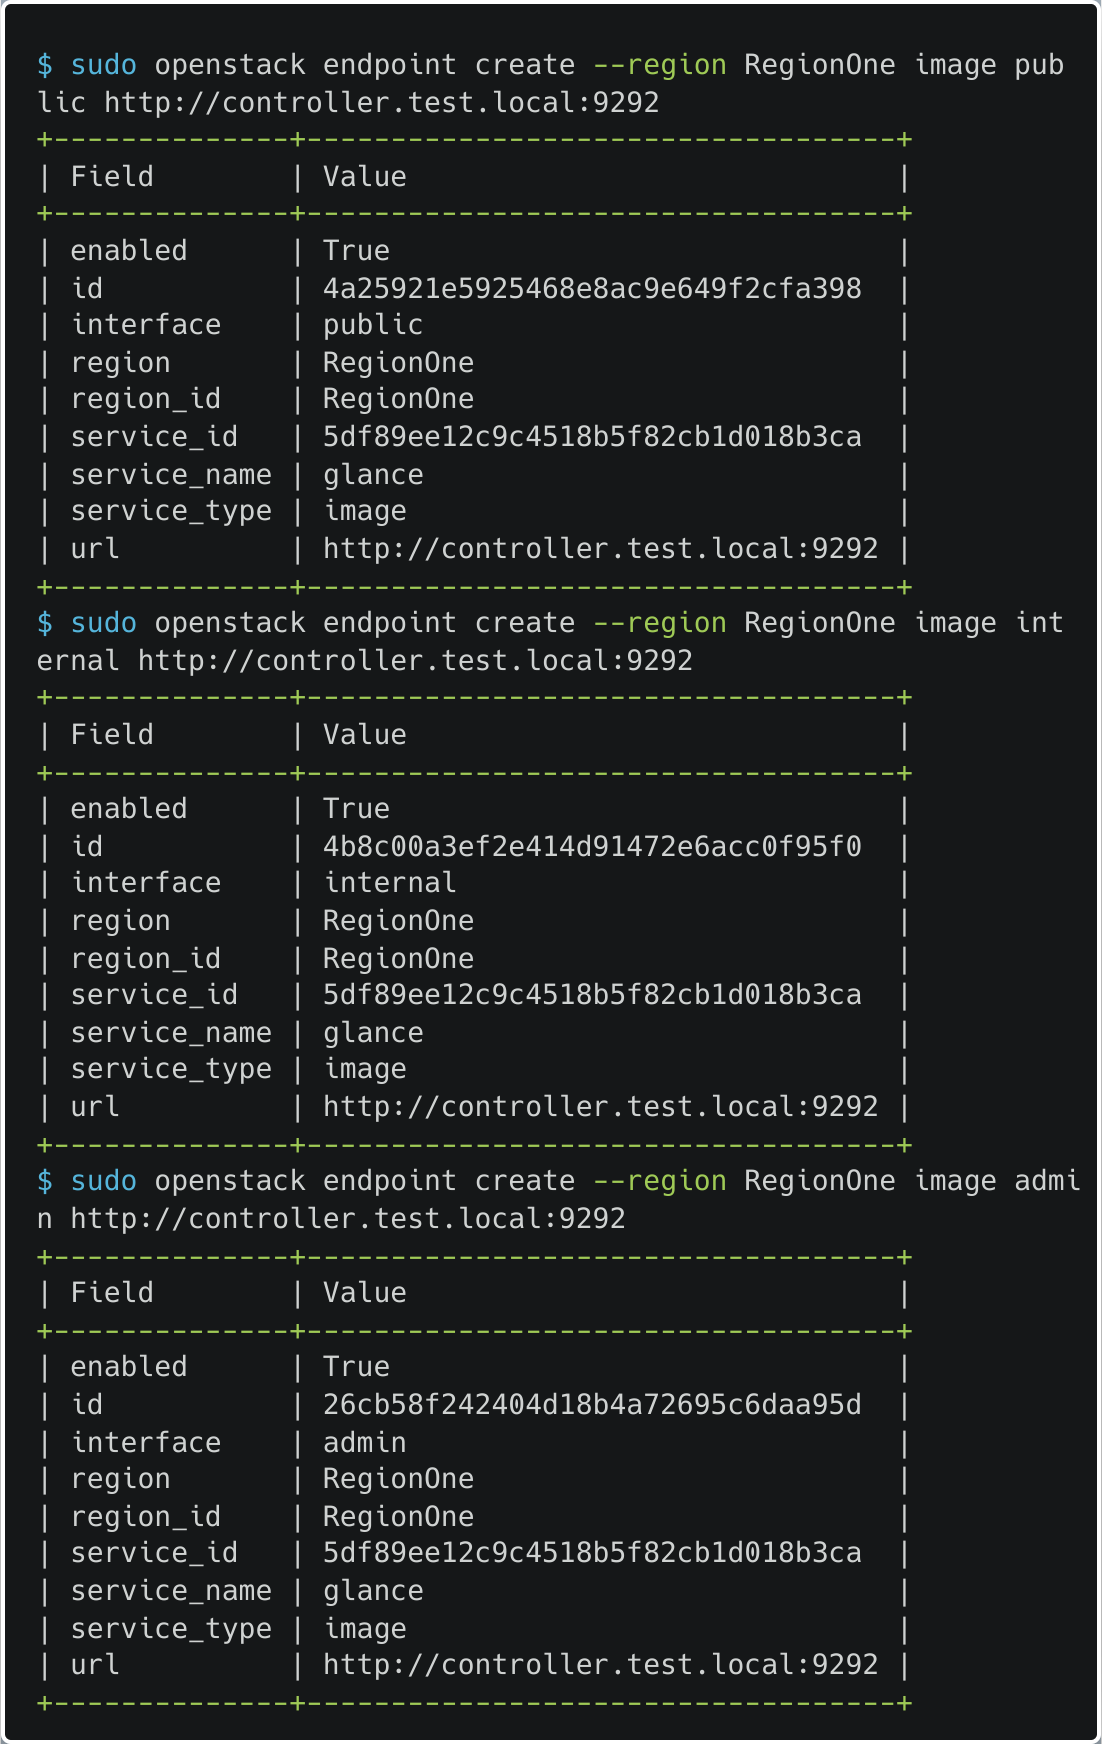 $ sudo openstack endpoint create --region RegionOne image pub
lic http://controller.test.local:9292
+--------------+-----------------------------------+
| Field        | Value                             |
+--------------+-----------------------------------+
| enabled      | True                              |
| id           | 4a25921e5925468e8ac9e649f2cfa398  |
| interface    | public                            |
| region       | RegionOne                         |
| region_id    | RegionOne                         |
| service_id   | 5df89ee12c9c4518b5f82cb1d018b3ca  |
| service_name | glance                            |
| service_type | image                             |
| url          | http://controller.test.local:9292 |
+--------------+-----------------------------------+
$ sudo openstack endpoint create --region RegionOne image int
ernal http://controller.test.local:9292
+--------------+-----------------------------------+
| Field        | Value                             |
+--------------+-----------------------------------+
| enabled      | True                              |
| id           | 4b8c00a3ef2e414d91472e6acc0f95f0  |
| interface    | internal                          |
| region       | RegionOne                         |
| region_id    | RegionOne                         |
| service_id   | 5df89ee12c9c4518b5f82cb1d018b3ca  |
| service_name | glance                            |
| service_type | image                             |
| url          | http://controller.test.local:9292 |
+--------------+-----------------------------------+
$ sudo openstack endpoint create --region RegionOne image admi
n http://controller.test.local:9292
+--------------+-----------------------------------+
| Field        | Value                             |
+--------------+-----------------------------------+
| enabled      | True                              |
| id           | 26cb58f242404d18b4a72695c6daa95d  |
| interface    | admin                             |
| region       | RegionOne                         |
| region_id    | RegionOne                         |
| service_id   | 5df89ee12c9c4518b5f82cb1d018b3ca  |
| service_name | glance                            |
| service_type | image                             |
| url          | http://controller.test.local:9292 |
+--------------+-----------------------------------+